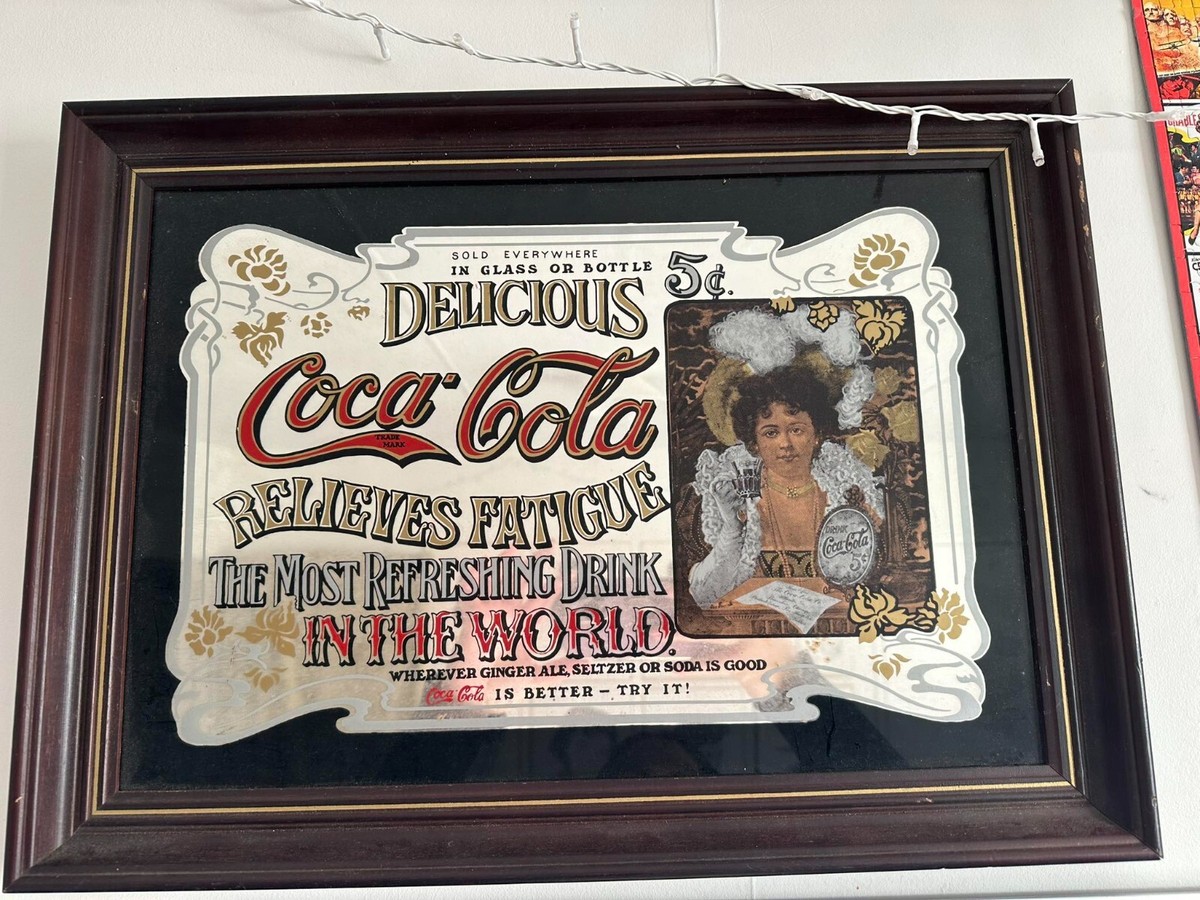 SOLD EVERYWHERE
IN GLASS OR BOTTLE
5¢.
DELICIOUS
Coca-Cola
TRADE MARK
RELIEVES FATIGUE
THE MOST REFRESHING DRINK
IN THE WORLD.
WHEREVER GINGER ALE, SELTZER OR SODA IS GOOD
Coca-Cola IS BETTER – TRY IT!
DRINK
Coca-Cola
5¢